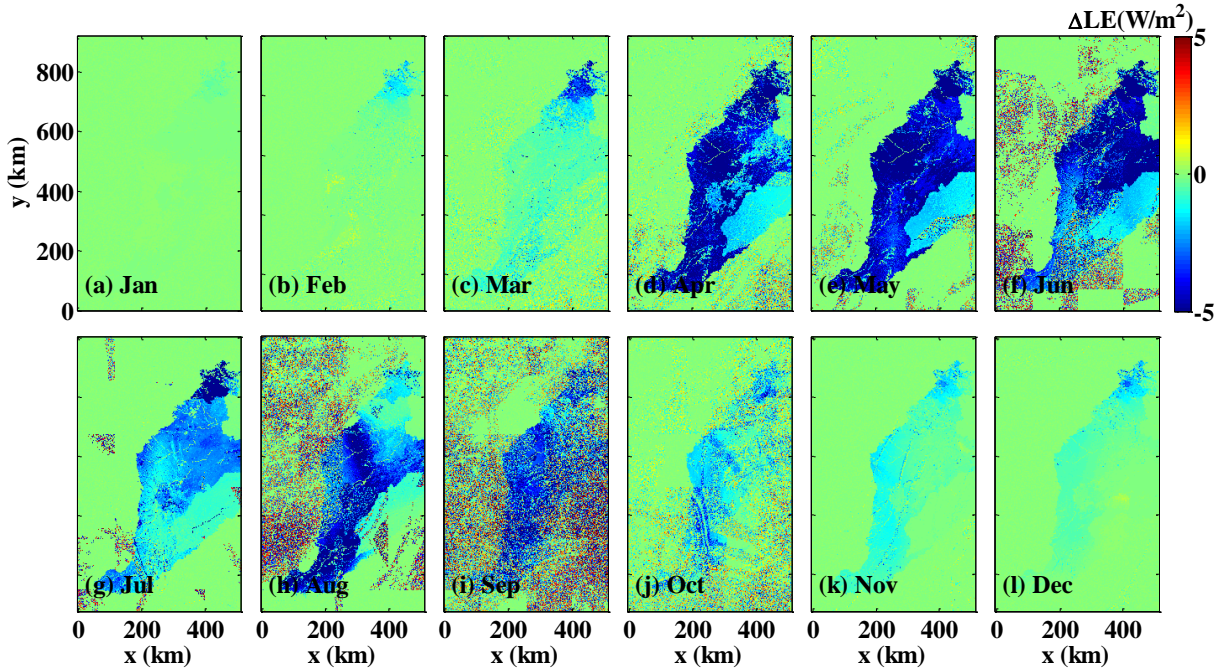 ΔLE(W/m²)
5
0
-5
y (km)
800
600
400
200
0
(a) Jan
(b) Feb
(c) Mar
(d) Apr
(e) May
(f) Jun
(g) Jul
(h) Aug
(i) Sep
(j) Oct
(k) Nov
(l) Dec
0 200 400
0 200 400
0 200 400
0 200 400
0 200 400
0 200 400
x (km)
x (km)
x (km)
x (km)
x (km)
x (km)